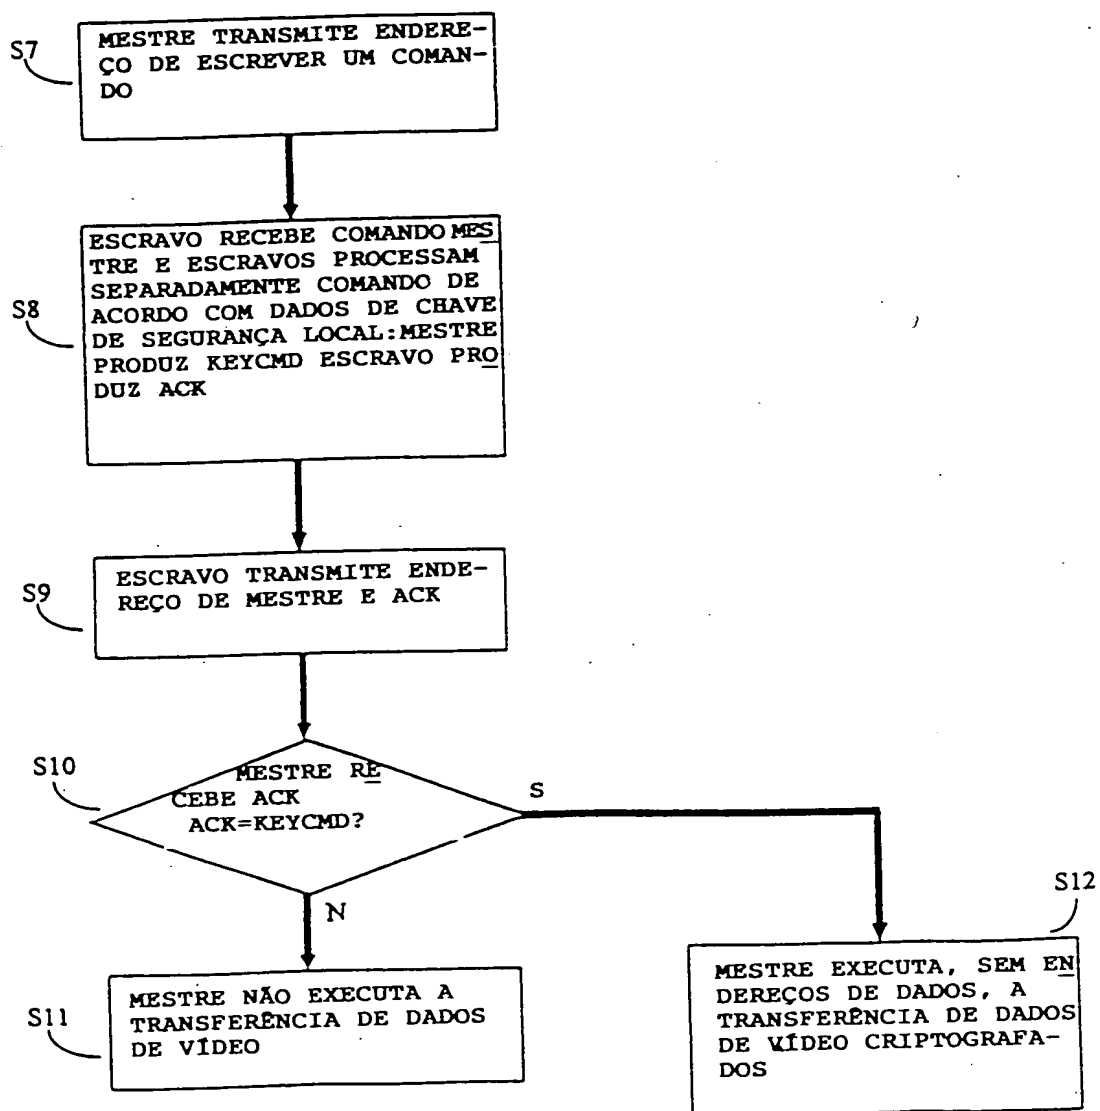 S7
MESTRE TRANSMITE ENDERE-
ÇO DE ESCREVER UM COMAN-
DO
S8
ESCRAVO RECEBE COMANDO MES
TRE E ESCRAVOS PROCESSAM
SEPARADAMENTE COMANDO DE
ACORDO COM DADOS DE CHAVE
DE SEGURANÇA LOCAL:MESTRE
PRODUZ KEYCMD ESCRAVO PRO
DUZ ACK
S9
ESCRAVO TRANSMITE ENDE-
REÇO DE MESTRE E ACK
S10
MESTRE RE
CEBE ACK
ACK=KEYCMD?
S
N
S11
MESTRE NÃO EXECUTA A
TRANSFERÊNCIA DE DADOS
DE VÍDEO
S12
MESTRE EXECUTA, SEM EN
DEREÇOS DE DADOS, A
TRANSFERÊNCIA DE DADOS
DE VÍDEO CRIPTOGRAFA-
DOS